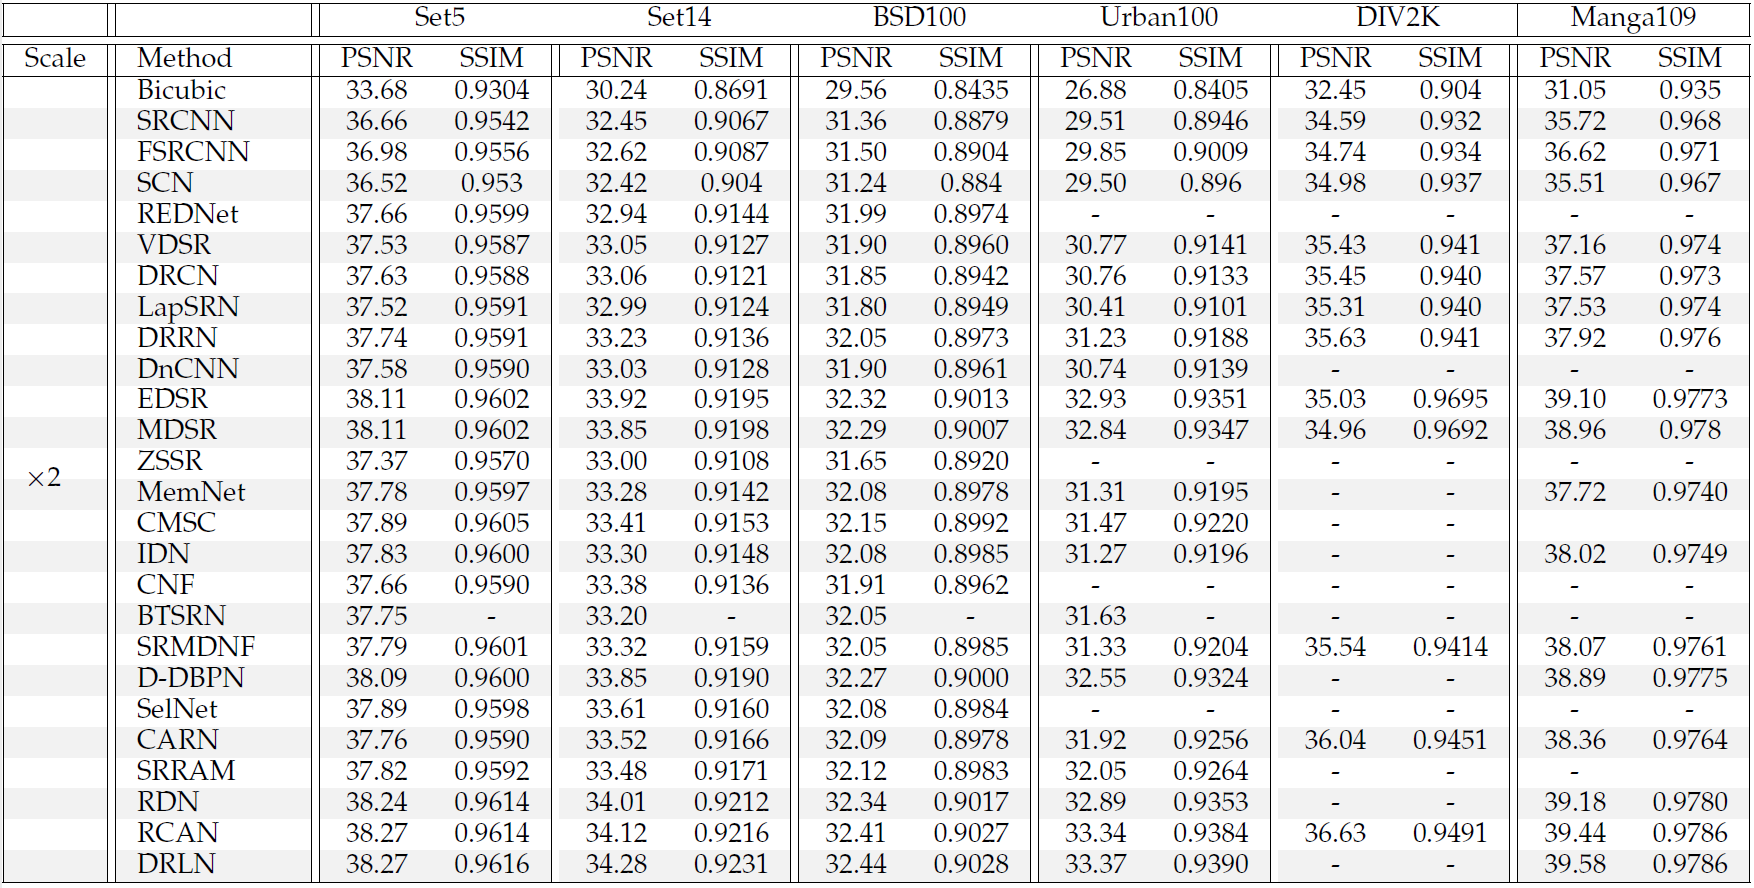 Set5 Set14 BSD100 Urban100 DIV2K Manga109
Scale Method PSNR SSIM PSNR SSIM PSNR SSIM PSNR SSIM PSNR SSIM PSNR SSIM
Bicubic 33.68 0.9304 30.24 0.8691 29.56 0.8435 26.88 0.8405 32.45 0.904 31.05 0.935
SRCNN 36.66 0.9542 32.45 0.9067 31.36 0.8879 29.51 0.8946 34.59 0.932 35.72 0.968
FSRCNN 36.98 0.9556 32.62 0.9087 31.50 0.8904 29.85 0.9009 34.74 0.934 36.62 0.971
SCN 36.52 0.953 32.42 0.904 31.24 0.884 29.50 0.896 34.98 0.937 35.51 0.967
REDNet 37.66 0.9599 32.94 0.9144 31.99 0.8974 - - - - - -
VDSR 37.53 0.9587 33.05 0.9127 31.90 0.8960 30.77 0.9141 35.43 0.941 37.16 0.974
DRCN 37.63 0.9588 33.06 0.9121 31.85 0.8942 30.76 0.9133 35.45 0.940 37.57 0.973
LapSRN 37.52 0.9591 32.99 0.9124 31.80 0.8949 30.41 0.9101 35.31 0.940 37.53 0.974
DRRN 37.74 0.9591 33.23 0.9136 32.05 0.8973 31.23 0.9188 35.63 0.941 37.92 0.976
DnCNN 37.58 0.9590 33.03 0.9128 31.90 0.8961 30.74 0.9139 - - - -
EDSR 38.11 0.9602 33.92 0.9195 32.32 0.9013 32.93 0.9351 35.03 0.9695 39.10 0.9773
MDSR 38.11 0.9602 33.85 0.9198 32.29 0.9007 32.84 0.9347 34.96 0.9692 38.96 0.978
ZSSR 37.37 0.9570 33.00 0.9108 31.65 0.8920 - - - - - -
×2
MemNet 37.78 0.9597 33.28 0.9142 32.08 0.8978 31.31 0.9195 - - 37.72 0.9740
CMSC 37.89 0.9605 33.41 0.9153 32.15 0.8992 31.47 0.9220 - -
IDN 37.83 0.9600 33.30 0.9148 32.08 0.8985 31.27 0.9196 - - 38.02 0.9749
CNF 37.66 0.9590 33.38 0.9136 31.91 0.8962 - - - - - -
BTSRN 37.75 - 33.20 - 32.05 - 31.63 - - - - -
SRMDNF 37.79 0.9601 33.32 0.9159 32.05 0.8985 31.33 0.9204 35.54 0.9414 38.07 0.9761
D-DBPN 38.09 0.9600 33.85 0.9190 32.27 0.9000 32.55 0.9324 - - 38.89 0.9775
SelNet 37.89 0.9598 33.61 0.9160 32.08 0.8984 - - - - - -
CARN 37.76 0.9590 33.52 0.9166 32.09 0.8978 31.92 0.9256 36.04 0.9451 38.36 0.9764
SRRAM 37.82 0.9592 33.48 0.9171 32.12 0.8983 32.05 0.9264 - - -
RDN 38.24 0.9614 34.01 0.9212 32.34 0.9017 32.89 0.9353 - - 39.18 0.9780
RCAN 38.27 0.9614 34.12 0.9216 32.41 0.9027 33.34 0.9384 36.63 0.9491 39.44 0.9786
DRLN 38.27 0.9616 34.28 0.9231 32.44 0.9028 33.37 0.9390 - - 39.58 0.9786